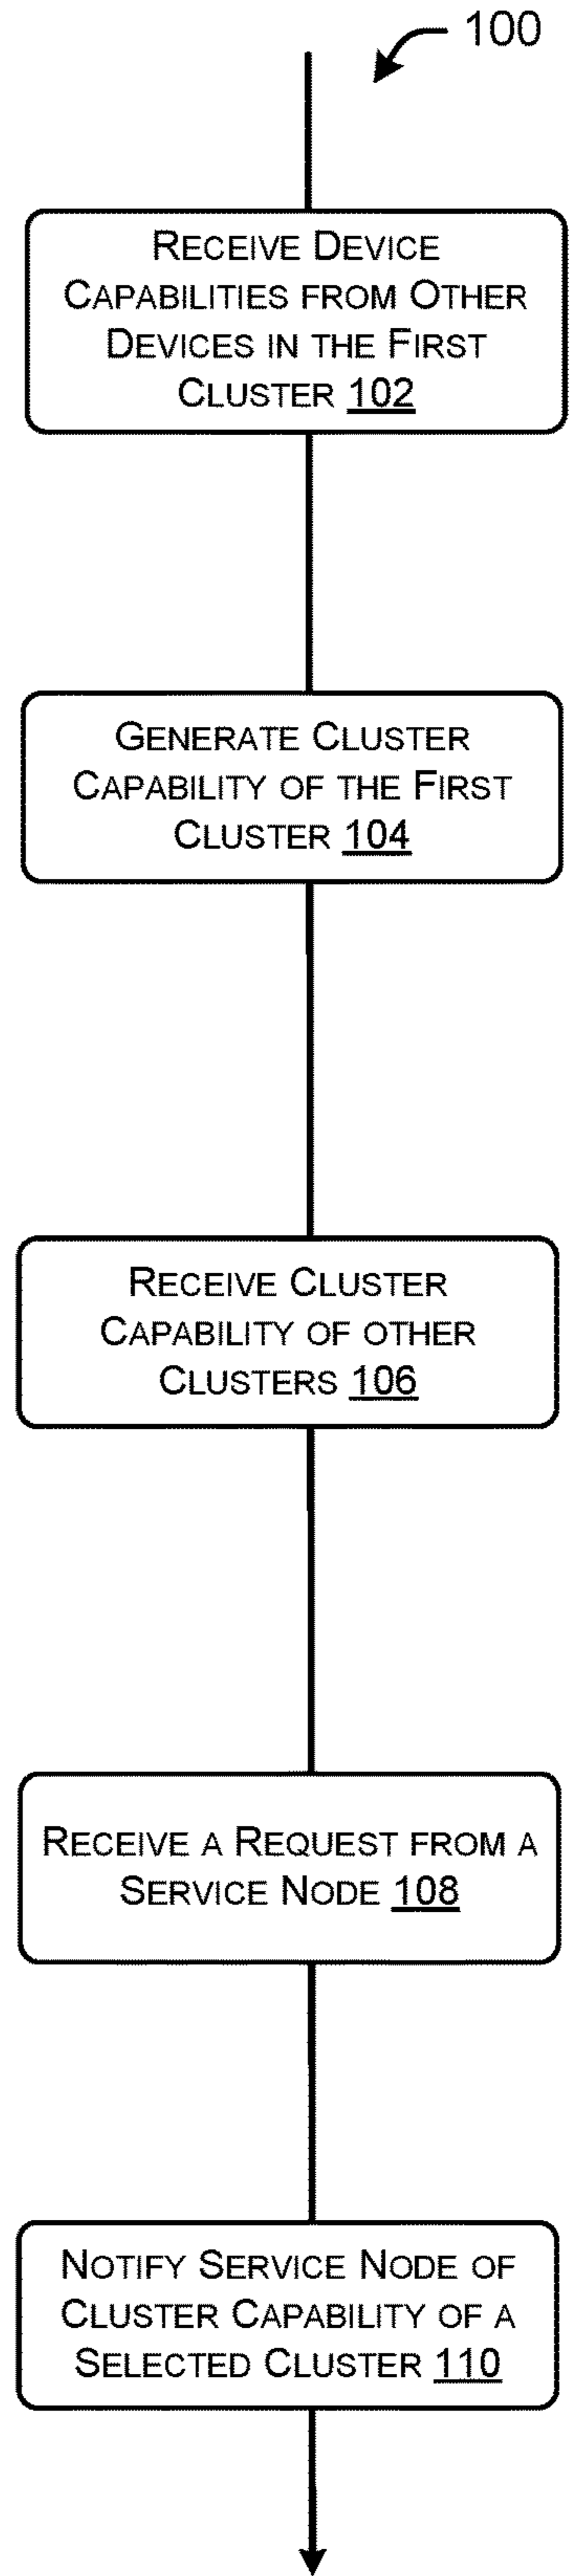 100
RECEIVE DEVICE
CAPABILITIES FROM OTHER
DEVICES IN THE FIRST
CLUSTER 102
GENERATE CLUSTER
CAPABILITY OF THE FIRST
CLUSTER 104
RECEIVE CLUSTER
CAPABILITY OF OTHER
CLUSTERS 106
RECEIVE A REQUEST FROM A
SERVICE NODE 108
NOTIFY SERVICE NODE OF
CLUSTER CAPABILITY OF A
SELECTED CLUSTER 110